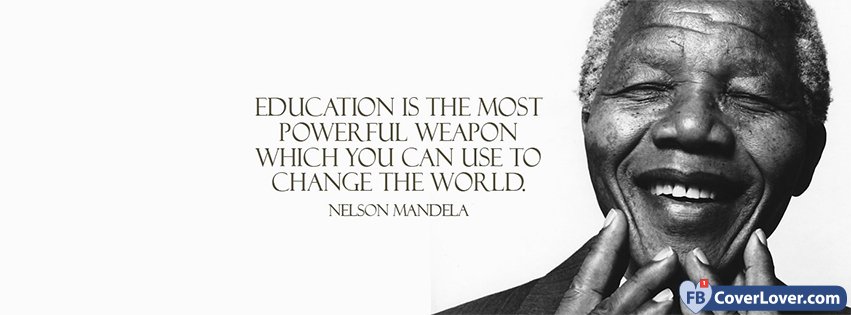 EDUCATION IS THE MOST
POWERFUL WEAPON
WHICH YOU CAN USE TO
CHANGE THE WORLD.
NELSON MANDELA
FB 1 CoverLover.com